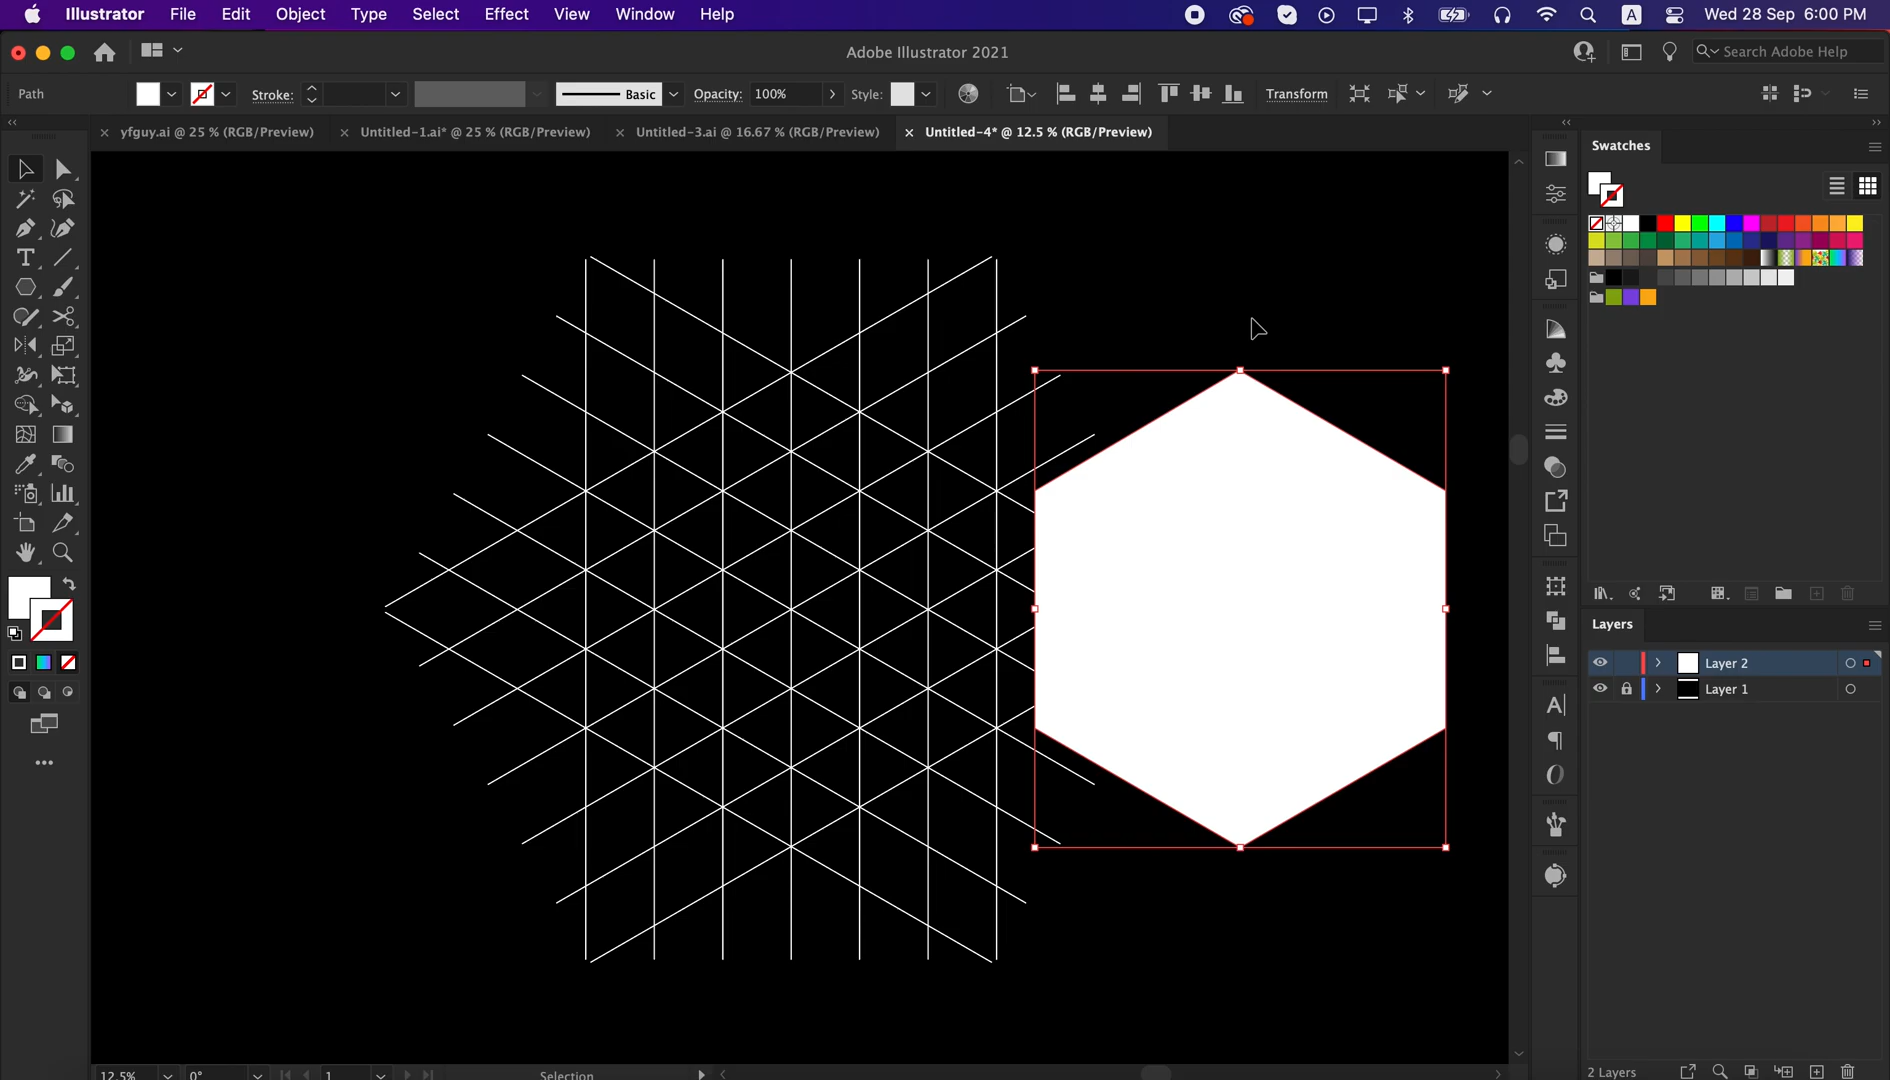 Illustrator File Edit Object Type Select Effect View Window Help
A Wed 28 Sep 6:00 PM
Adobe Illustrator 2021
Search Adobe Help
Path
Stroke:
Basic
Opacity: 100%
Style:
Transform
yfguy.ai @ 25 % (RGB/Preview)
Untitled-1.ai* @ 25 % (RGB/Preview)
Untitled-3.ai @ 16.67 % (RGB/Preview)
Untitled-4* @ 12.5 % (RGB/Preview)
Swatches
Layers
Layer 2
Layer 1
12.5%
0°
1
Selection
2 Layers